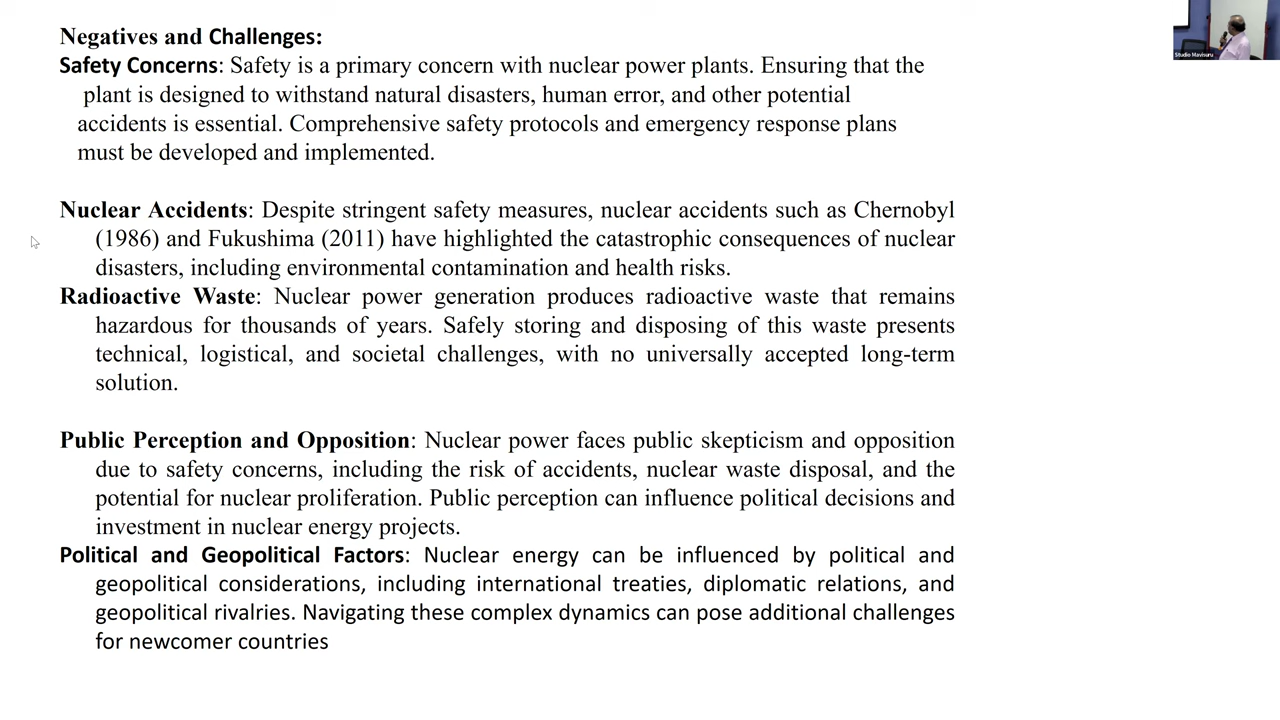 Negatives and Challenges:
Safety Concerns: Safety is a primary concern with nuclear power plants. Ensuring that the
plant is designed to withstand natural disasters, human error, and other potential
accidents is essential. Comprehensive safety protocols and emergency response plans
must be developed and implemented.
Nuclear Accidents: Despite stringent safety measures, nuclear accidents such as Chernobyl
(1986) and Fukushima (2011) have highlighted the catastrophic consequences of nuclear
disasters, including environmental contamination and health risks.
Radioactive Waste: Nuclear power generation produces radioactive waste that remains
hazardous for thousands of years. Safely storing and disposing of this waste presents
technical, logistical, and societal challenges, with no universally accepted long-term
solution.
Public Perception and Opposition: Nuclear power faces public skepticism and opposition
due to safety concerns, including the risk of accidents, nuclear waste disposal, and the
potential for nuclear proliferation. Public perception can influence political decisions and
investment in nuclear energy projects.
Political and Geopolitical Factors: Nuclear energy can be influenced by political and
geopolitical considerations, including international treaties, diplomatic relations, and
geopolitical rivalries. Navigating these complex dynamics can pose additional challenges
for newcomer countries
Studio Mavisuru